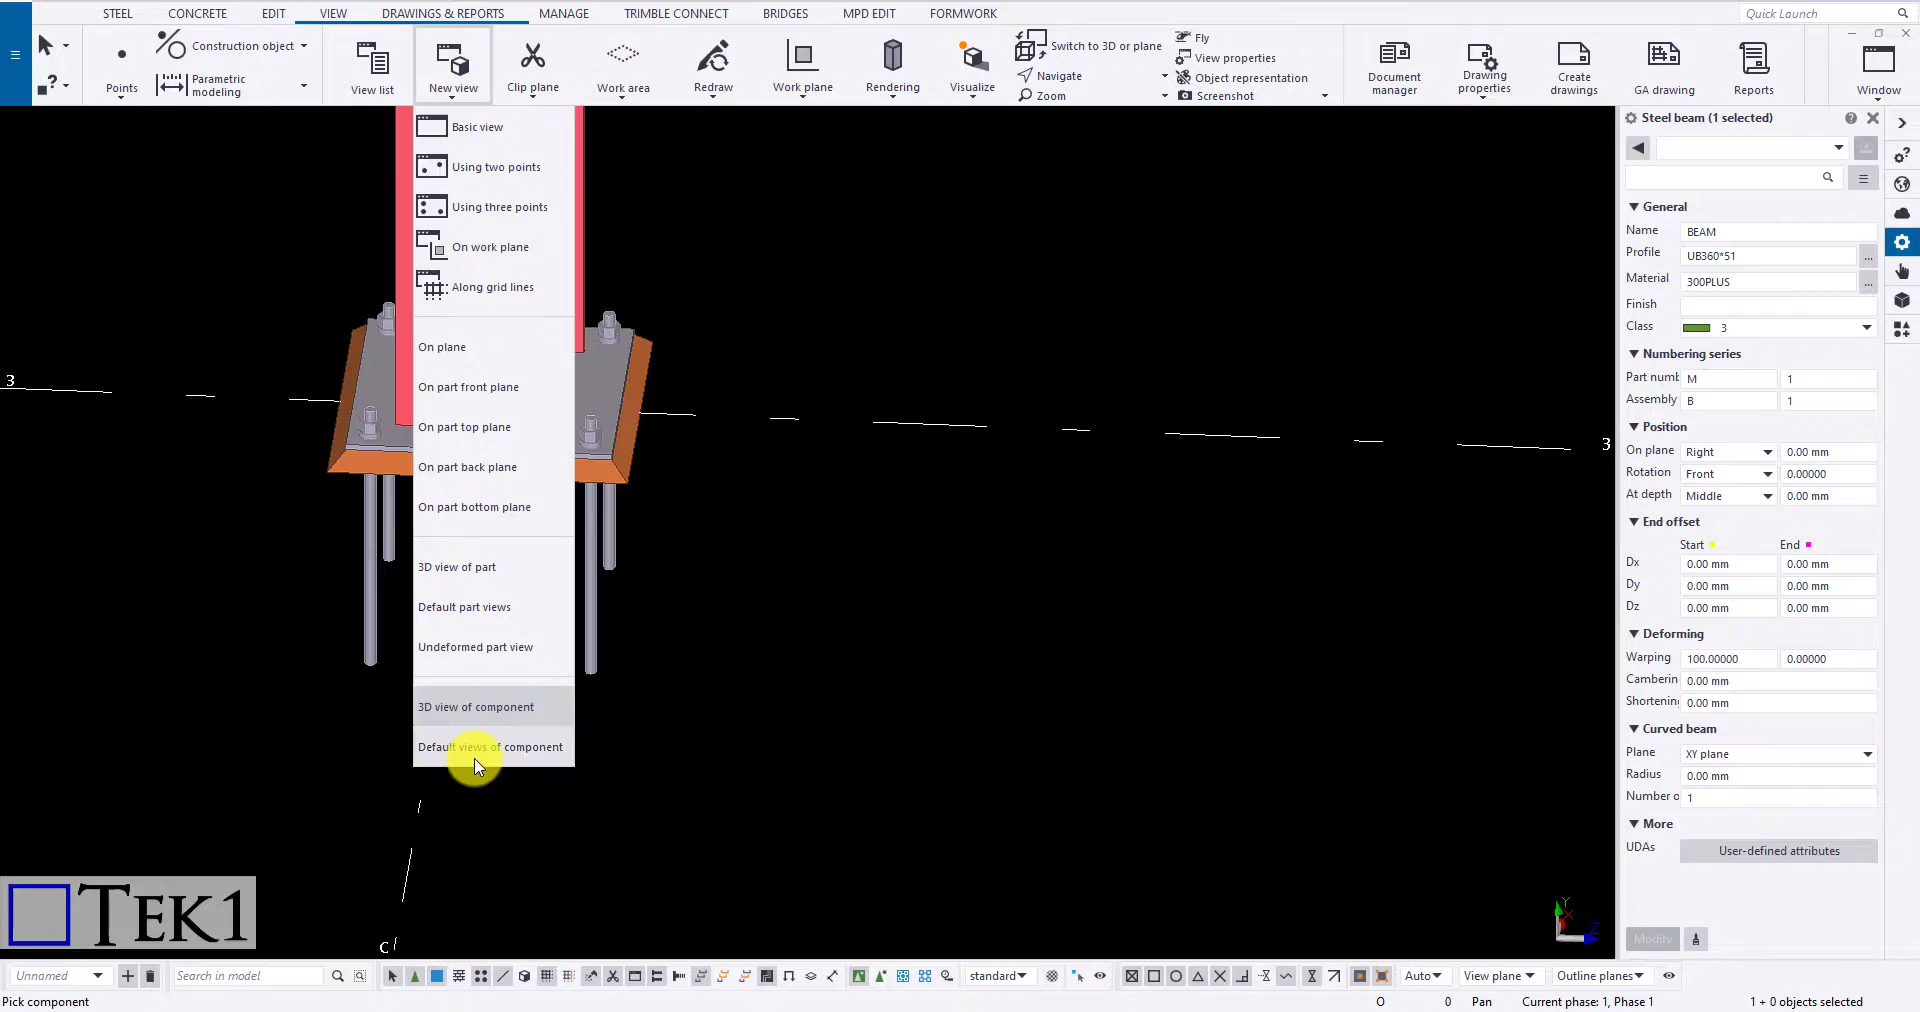 STEEL CONCRETE EDIT VIEW DRAWINGS & REPORTS MANAGE TRIMBLE CONNECT BRIDGES MPD EDIT FORMWORK Quick Launch
Points
Construction object
Parametric
modeling
View list
New view
Clip plane
Work area
Redraw
Work plane
Rendering
Visualize
Switch to 3D or plane
Navigate
Zoom
Fly
View properties
Object representation
Screenshot
Document
manager
Drawing
properties
Create
drawings
GA drawing
Reports
Window
Basic view
Using two points
Using three points
On work plane
Along grid lines
On plane
On part front plane
On part top plane
On part back plane
On part bottom plane
3D view of part
Default part views
Undeformed part view
3D view of component
Default views of component
3
3
C
Y
X
Z
TEK1
Steel beam (1 selected)
General
Name BEAM
Profile UB360*51 ...
Material 300PLUS ...
Finish
Class 3
Numbering series
Part numb M 1
Assembly B 1
Position
On plane Right 0.00 mm
Rotation Front 0.00000
At depth Middle 0.00 mm
End offset
Start End
Dx 0.00 mm 0.00 mm
Dy 0.00 mm 0.00 mm
Dz 0.00 mm 0.00 mm
Deforming
Warping 100.00000 0.00000
Camberin 0.00 mm
Shortening 0.00 mm
Curved beam
Plane XY plane
Radius 0.00 mm
Number o 1
More
UDAs User-defined attributes
Modify
Unnamed Search in model standard Auto View plane Outline planes
Pick component O 0 Pan Current phase: 1, Phase 1 1 + 0 objects selected